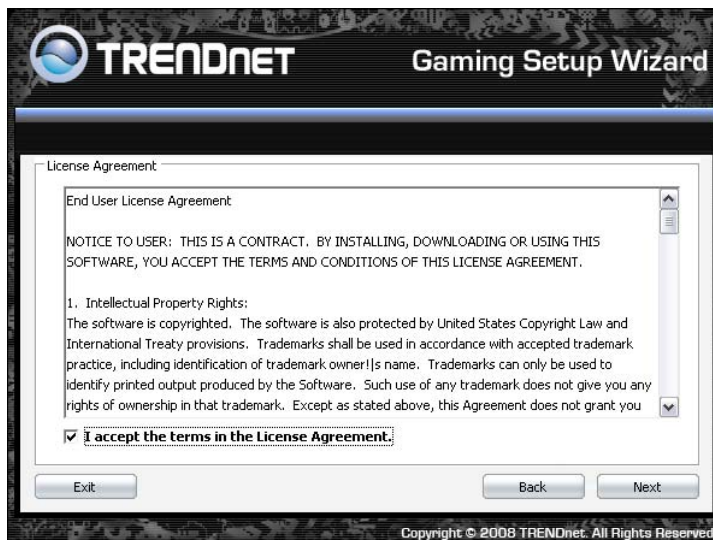 TRENDNET
Gaming Setup Wizard
License Agreement
End User License Agreement
NOTICE TO USER:  THIS IS A CONTRACT.  BY INSTALLING, DOWNLOADING OR USING THIS
SOFTWARE, YOU ACCEPT THE TERMS AND CONDITIONS OF THIS LICENSE AGREEMENT.
1.  Intellectual Property Rights:
The software is copyrighted.  The software is also protected by United States Copyright Law and
International Treaty provisions.  Trademarks shall be used in accordance with accepted trademark
practice, including identification of trademark owner!|s name.  Trademarks can only be used to
identify printed output produced by the Software.  Such use of any trademark does not give you any
rights of ownership in that trademark.  Except as stated above, this Agreement does not grant you
I accept the terms in the License Agreement.
Exit
Back
Next
Copyright © 2008 TRENDnet. All Rights Reserved